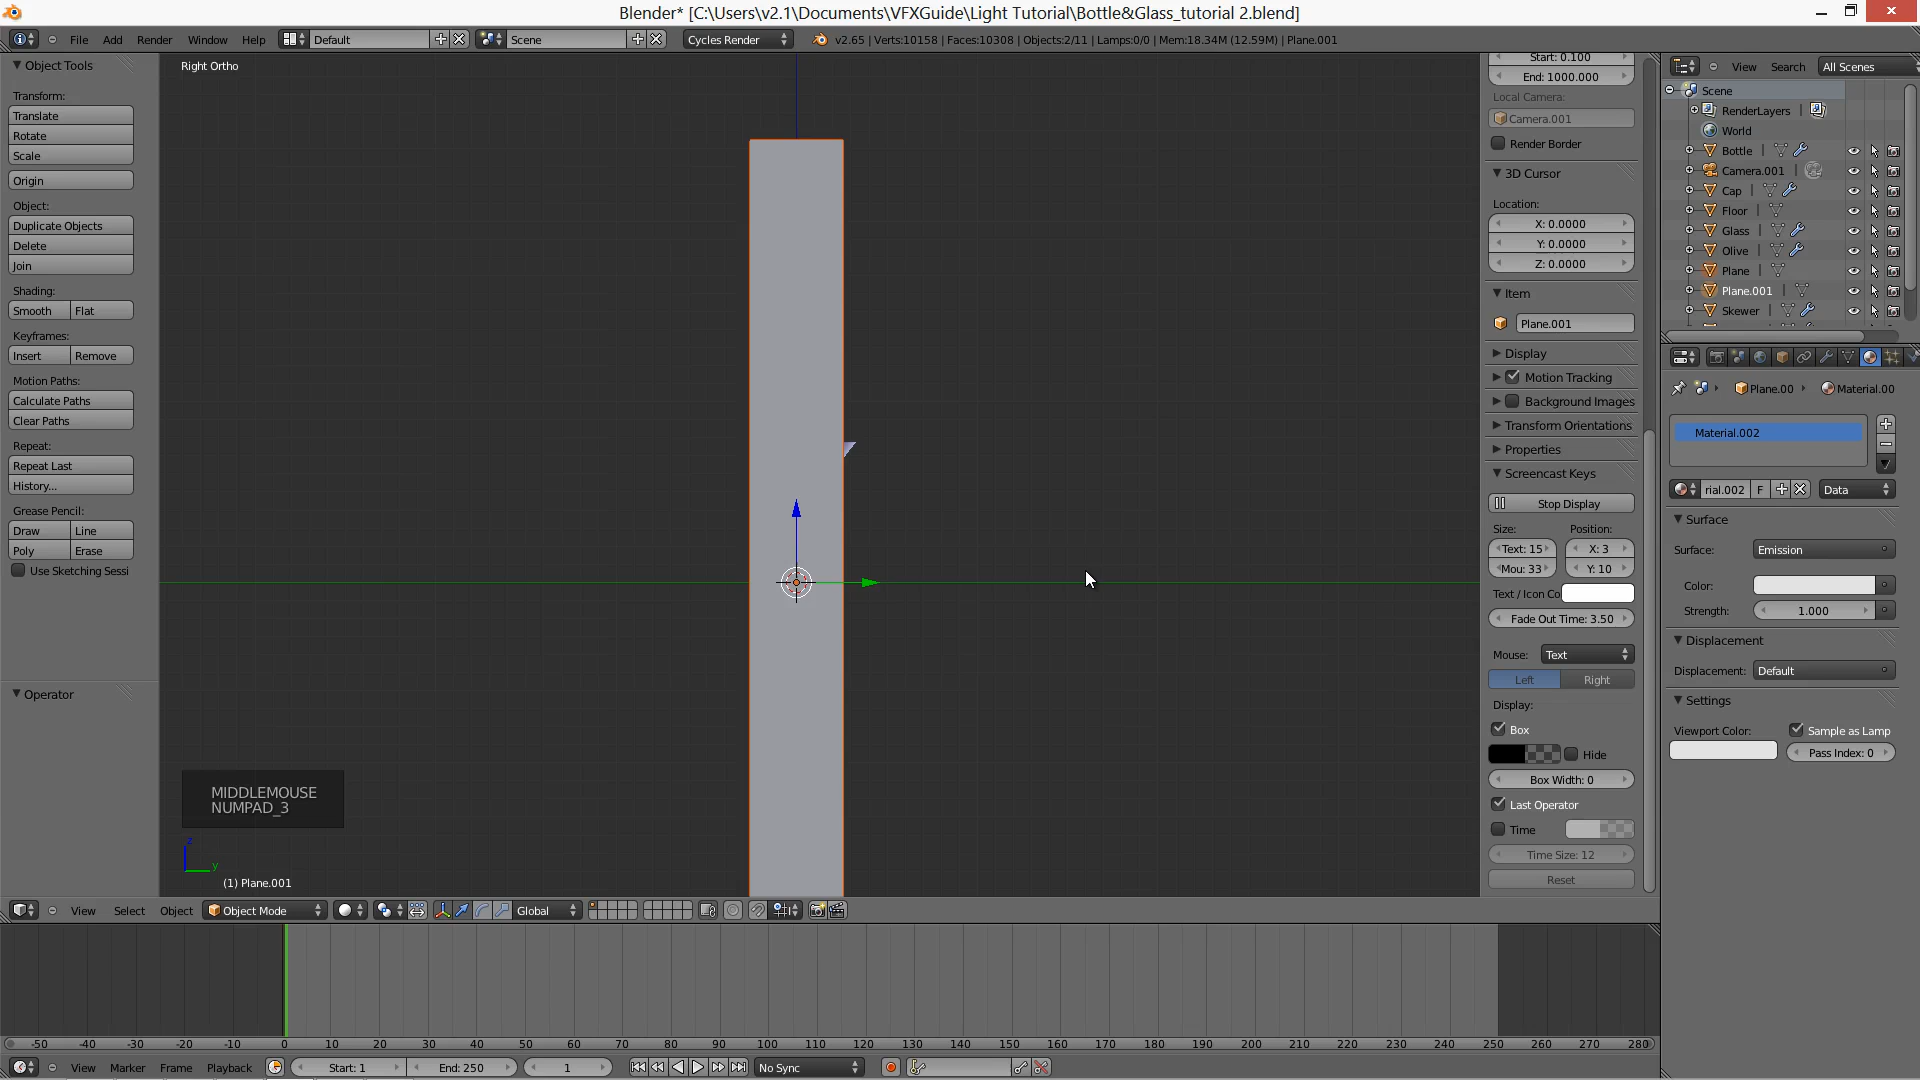 Blender* [C:\Users\v2.1\Documents\VFXGuide\Light Tutorial\Bottle&Glass_tutorial 2.blend]
File Add Render Window Help Default Scene Cycles Render v2.65 | Verts:10158 | Faces:10308 | Objects:2/11 | Lamps:0/0 | Mem:18.34M (12.59M) | Plane.001
Object Tools
Transform:
Translate
Rotate
Scale
Origin
Object:
Duplicate Objects
Delete
Join
Shading:
Smooth Flat
Keyframes:
Insert Remove
Motion Paths:
Calculate Paths
Clear Paths
Repeat:
Repeat Last
History...
Grease Pencil:
Draw Line
Poly Erase
Use Sketching Sessi
Operator
Right Ortho
MIDDLEMOUSE
NUMPAD_3
z
y
(1) Plane.001
Start: 0.100
End: 1000.000
Local Camera:
Camera.001
Render Border
3D Cursor
Location:
X: 0.0000
Y: 0.0000
Z: 0.0000
Item
Plane.001
Display
Motion Tracking
Background Images
Transform Orientations
Properties
Screencast Keys
Stop Display
Size: Position:
Text: 15 X: 3
Mou: 33 Y: 10
Text / Icon Co
Fade Out Time: 3.50
Mouse: Text
Left Right
Display:
Box
Hide
Box Width: 0
Last Operator
Time
Time Size: 12
Reset
View Search All Scenes
Scene
RenderLayers
World
Bottle
Camera.001
Cap
Floor
Glass
Olive
Plane
Plane.001
Skewer
Plane.00 Material.00
Material.002
rial.002 F Data
Surface
Surface: Emission
Color:
Strength: 1.000
Displacement
Displacement: Default
Settings
Viewport Color: Sample as Lamp
Pass Index: 0
View Select Object Object Mode Global
-50 -40 -30 -20 -10 0 10 20 30 40 50 60 70 80 90 100 110 120 130 140 150 160 170 180 190 200 210 220 230 240 250 260 270 280
View Marker Frame Playback Start: 1 End: 250 1 No Sync